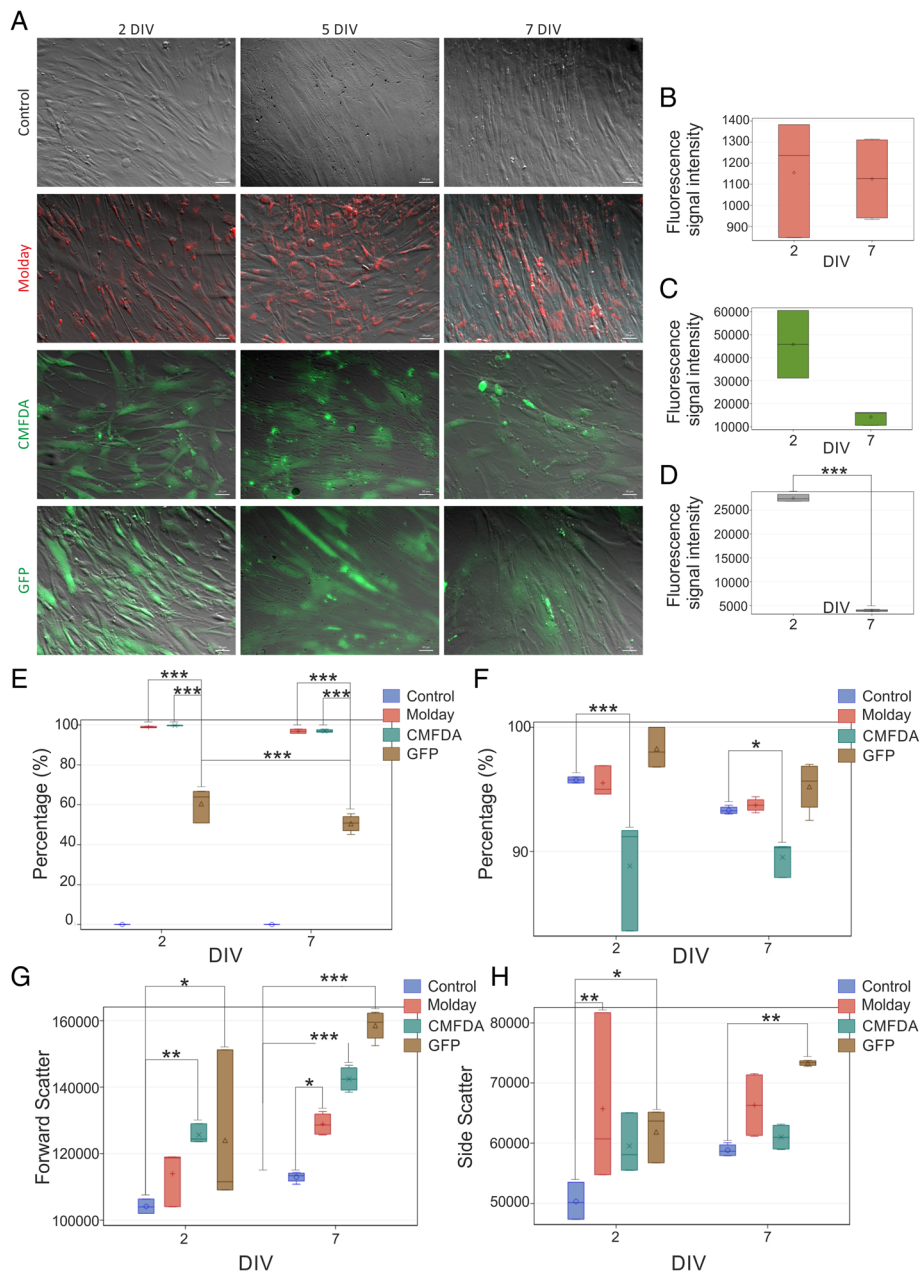 A
2 DIV 5 DIV 7 DIV
Control
Molday
CMFDA
GFP
B
Fluorescence
signal intensity
1400
1300
1200
1100
1000
900
2 7
DIV
C
Fluorescence
signal intensity
60000
50000
40000
30000
20000
10000
2 7
DIV
D
***
Fluorescence
signal intensity
25000
20000
15000
10000
5000
DIV
2 7
E
*** ***
*** ***
***
Control
Molday
CMFDA
GFP
Percentage (%)
100
80
60
40
20
0
2 7
DIV
F
***
*
Control
Molday
CMFDA
GFP
Percentage (%)
100
90
2 7
DIV
G
* ***
** ***
*
Control
Molday
CMFDA
GFP
Forward Scatter
160000
140000
120000
100000
2 7
DIV
H
*
** **
Control
Molday
CMFDA
GFP
Side Scatter
80000
70000
60000
50000
2 7
DIV